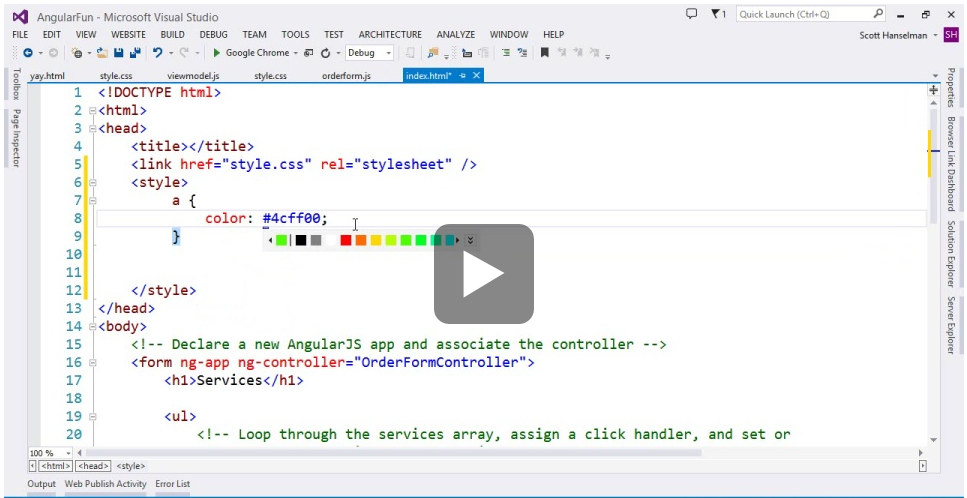 AngularFun - Microsoft Visual Studio
1
Quick Launch (Ctrl+Q)
FILE EDIT VIEW WEBSITE BUILD DEBUG TEAM TOOLS TEST ARCHITECTURE ANALYZE WINDOW HELP
Scott Hanselman
SH
Google Chrome
Debug
yay.html style.css viewmodel.js style.css orderform.js index.html*
Toolbox
Page Inspector
1 <!DOCTYPE html>
2 <html>
3 <head>
4 <title></title>
5 <link href="style.css" rel="stylesheet" />
6 <style>
7 a {
8 color: #4cff00;
9 }
10
11
12 </style>
13 </head>
14 <body>
15 <!-- Declare a new AngularJS app and associate the controller -->
16 <form ng-app ng-controller="OrderFormController">
17 <h1>Services</h1>
18
19 <ul>
20 <!-- Loop through the services array, assign a click handler, and set or
Properties
Browser Link Dashboard
Solution Explorer
Server Explorer
100 %
<html> <head> <style>
Output Web Publish Activity Error List